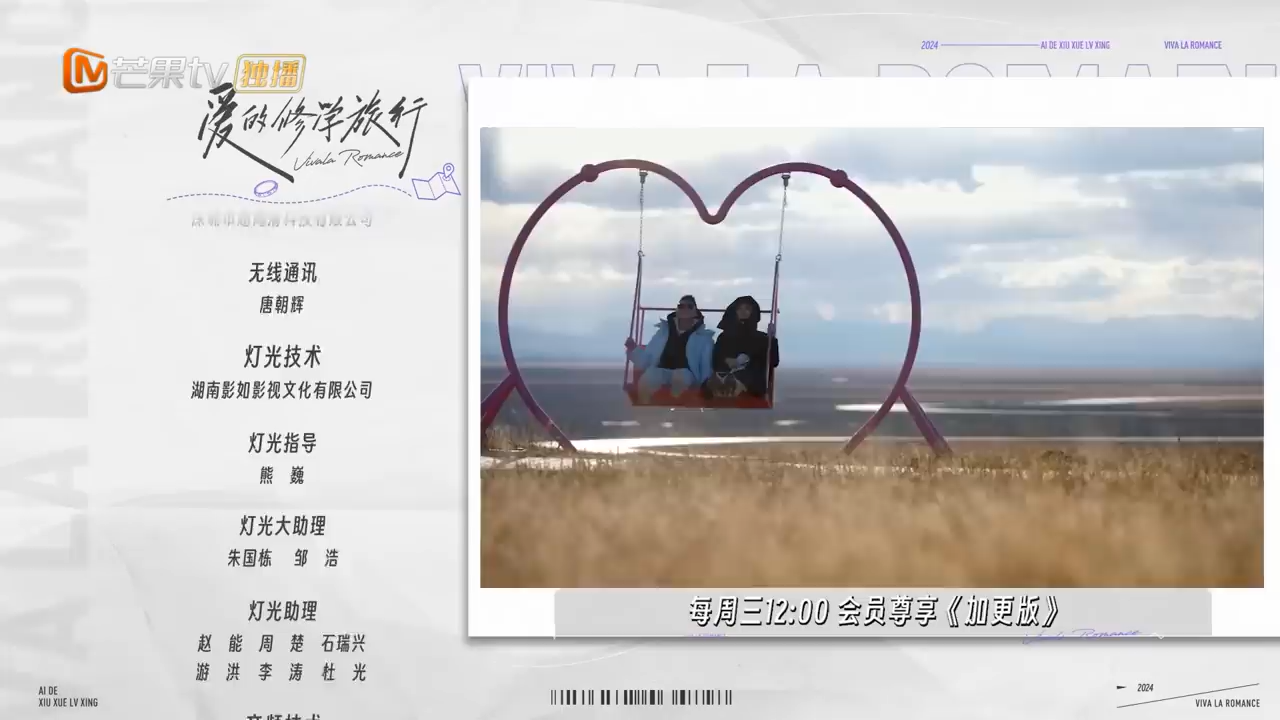 芒果tv 独播
爱的修学旅行
Vivala Romance
2024
AI DE XIU XUE LV XING
VIVA LA ROMANCE
无线通讯
唐朝辉
灯光技术
湖南影如影视文化有限公司
灯光指导
熊 巍
灯光大助理
朱国栋 邹 浩
灯光助理
赵 能 周 楚 石瑞兴
游 洪 李 涛 杜 光
每周三12:00 会员尊享《加更版》
AI DE
XIU XUE LV XING
2024
VIVA LA ROMANCE